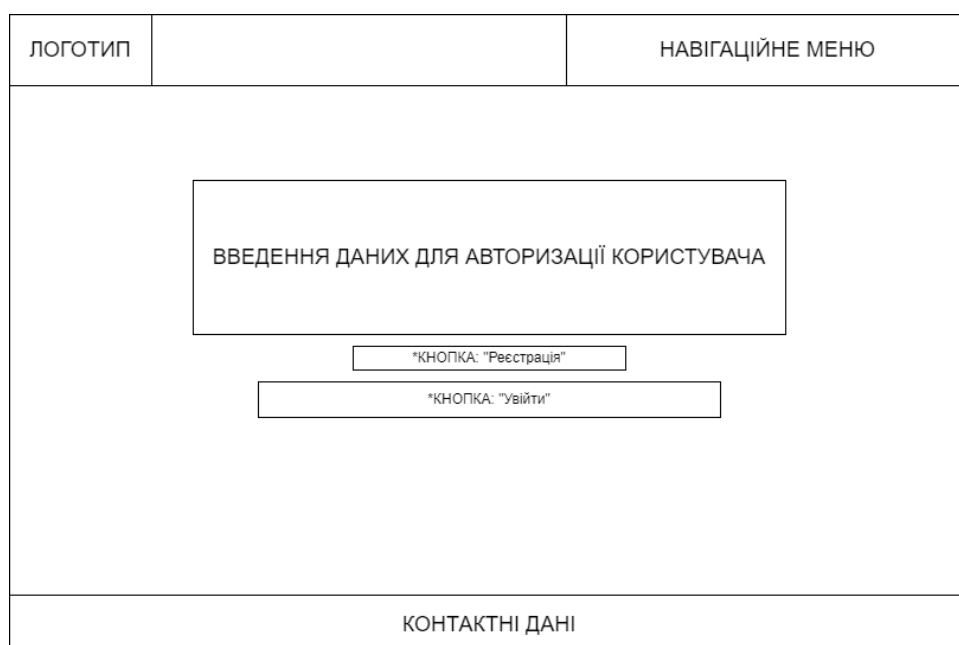 ЛОГОТИП
НАВІГАЦІЙНЕ МЕНЮ
ВВЕДЕННЯ ДАНИХ ДЛЯ АВТОРИЗАЦІЇ КОРИСТУВАЧА
*КНОПКА: "Реєстрація"
*КНОПКА: "Увійти"
КОНТАКТНІ ДАНІ